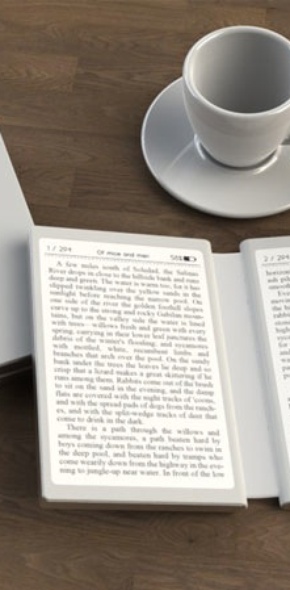 1 / 204 Of mice and men 50%
A few miles south of Soledad, the Salinas
River drops in close to the hillside bank and runs
deep and green. The water is warm too, for it has
slipped twinkling over the yellow sands in the
sunlight before reaching the narrow pool. On
one side of the river the golden foothill slopes
curve up to the strong and rocky Gabilan moun-
tains, but on the valley side the water is lined
with trees- willows fresh and green with every
spring, carrying in their lower leaf junctures the
debris of the winter's flooding; and sycamores
with mottled, white, recumbent limbs and
branches that arch over the pool. On the sandy
bank under the trees the leaves lie deep and so
crisp that a lizard makes a great skittering if he
runs among them. Rabbits come out of the brush
to sit on the sand in the evening, and the damp
flats are covered with the night tracks of 'coons,
and with the spread pads of dogs from the ranch-
es, and with the split-wedge tracks of deer that
come to drink in the dark.
There is a path through the willows and
among the sycamores, a path beaten hard by
boys coming down from the ranches to swim in
the deep pool, and beaten hard by tramps who
come wearily down from the highway in the eve-
ning to jungle-up near water. In front of the low
2 / 204